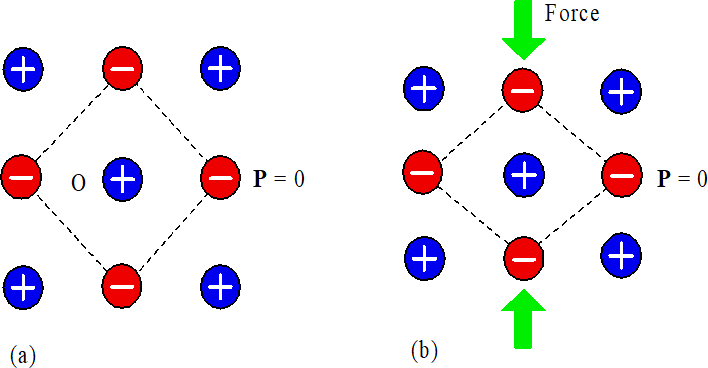 Force
+ − +
− O + − P = 0
+ − +
(a)
+ − +
− + − P = 0
+ − +
(b)